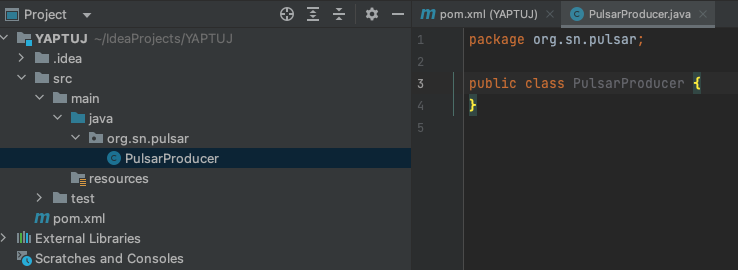 Project
YAPTUJ ~/IdeaProjects/YAPTUJ
.idea
src
main
java
org.sn.pulsar
PulsarProducer
resources
test
pom.xml
External Libraries
Scratches and Consoles
pom.xml (YAPTUJ) PulsarProducer.java
1 package org.sn.pulsar;
2
3 public class PulsarProducer {
4 }
5